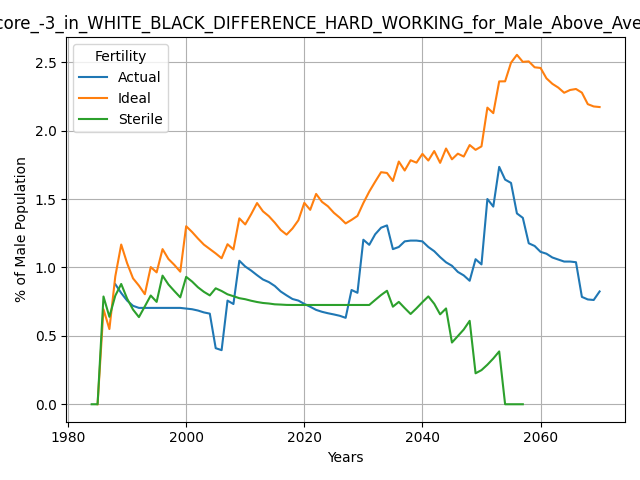 core_-3_in_WHITE_BLACK_DIFFERENCE_HARD_WORKING_for_Male_Above_Ave
Fertility
Actual
Ideal
Sterile
% of Male Population
2.5
2.0
1.5
1.0
0.5
0.0
1980 2000 2020 2040 2060
Years